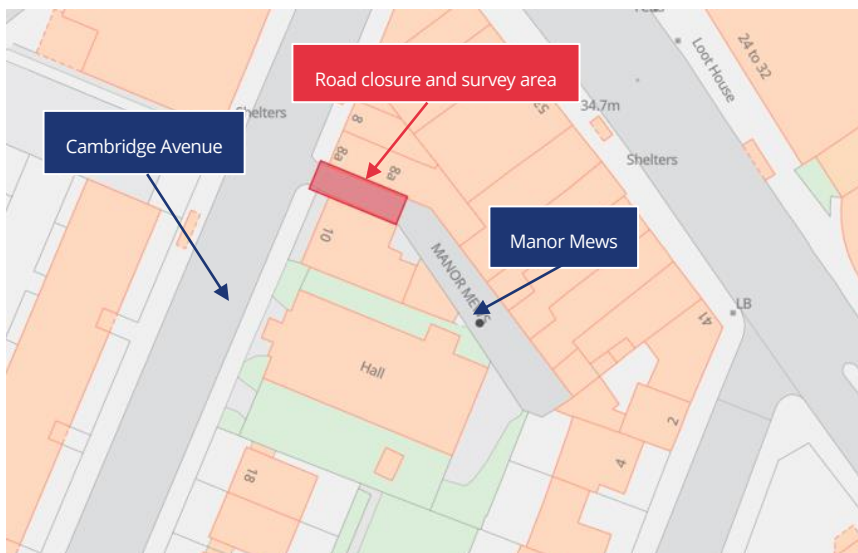 Road closure and survey area
Cambridge Avenue
Manor Mews
Shelters
8
8a
8a
10
MANOR MEWS
Hall
18
34.7m
Shelters
Loot House
24 to 32
LB
41
2
4